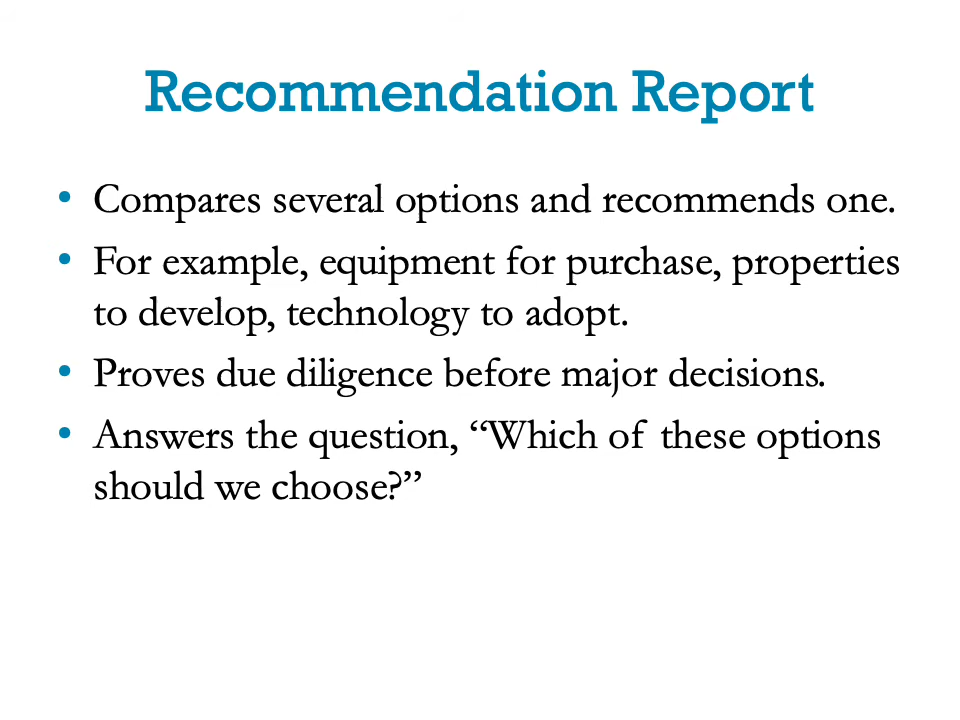 Recommendation Report
• Compares several options and recommends one.
• For example, equipment for purchase, properties
to develop, technology to adopt.
• Proves due diligence before major decisions.
• Answers the question, “Which of these options
should we choose?”